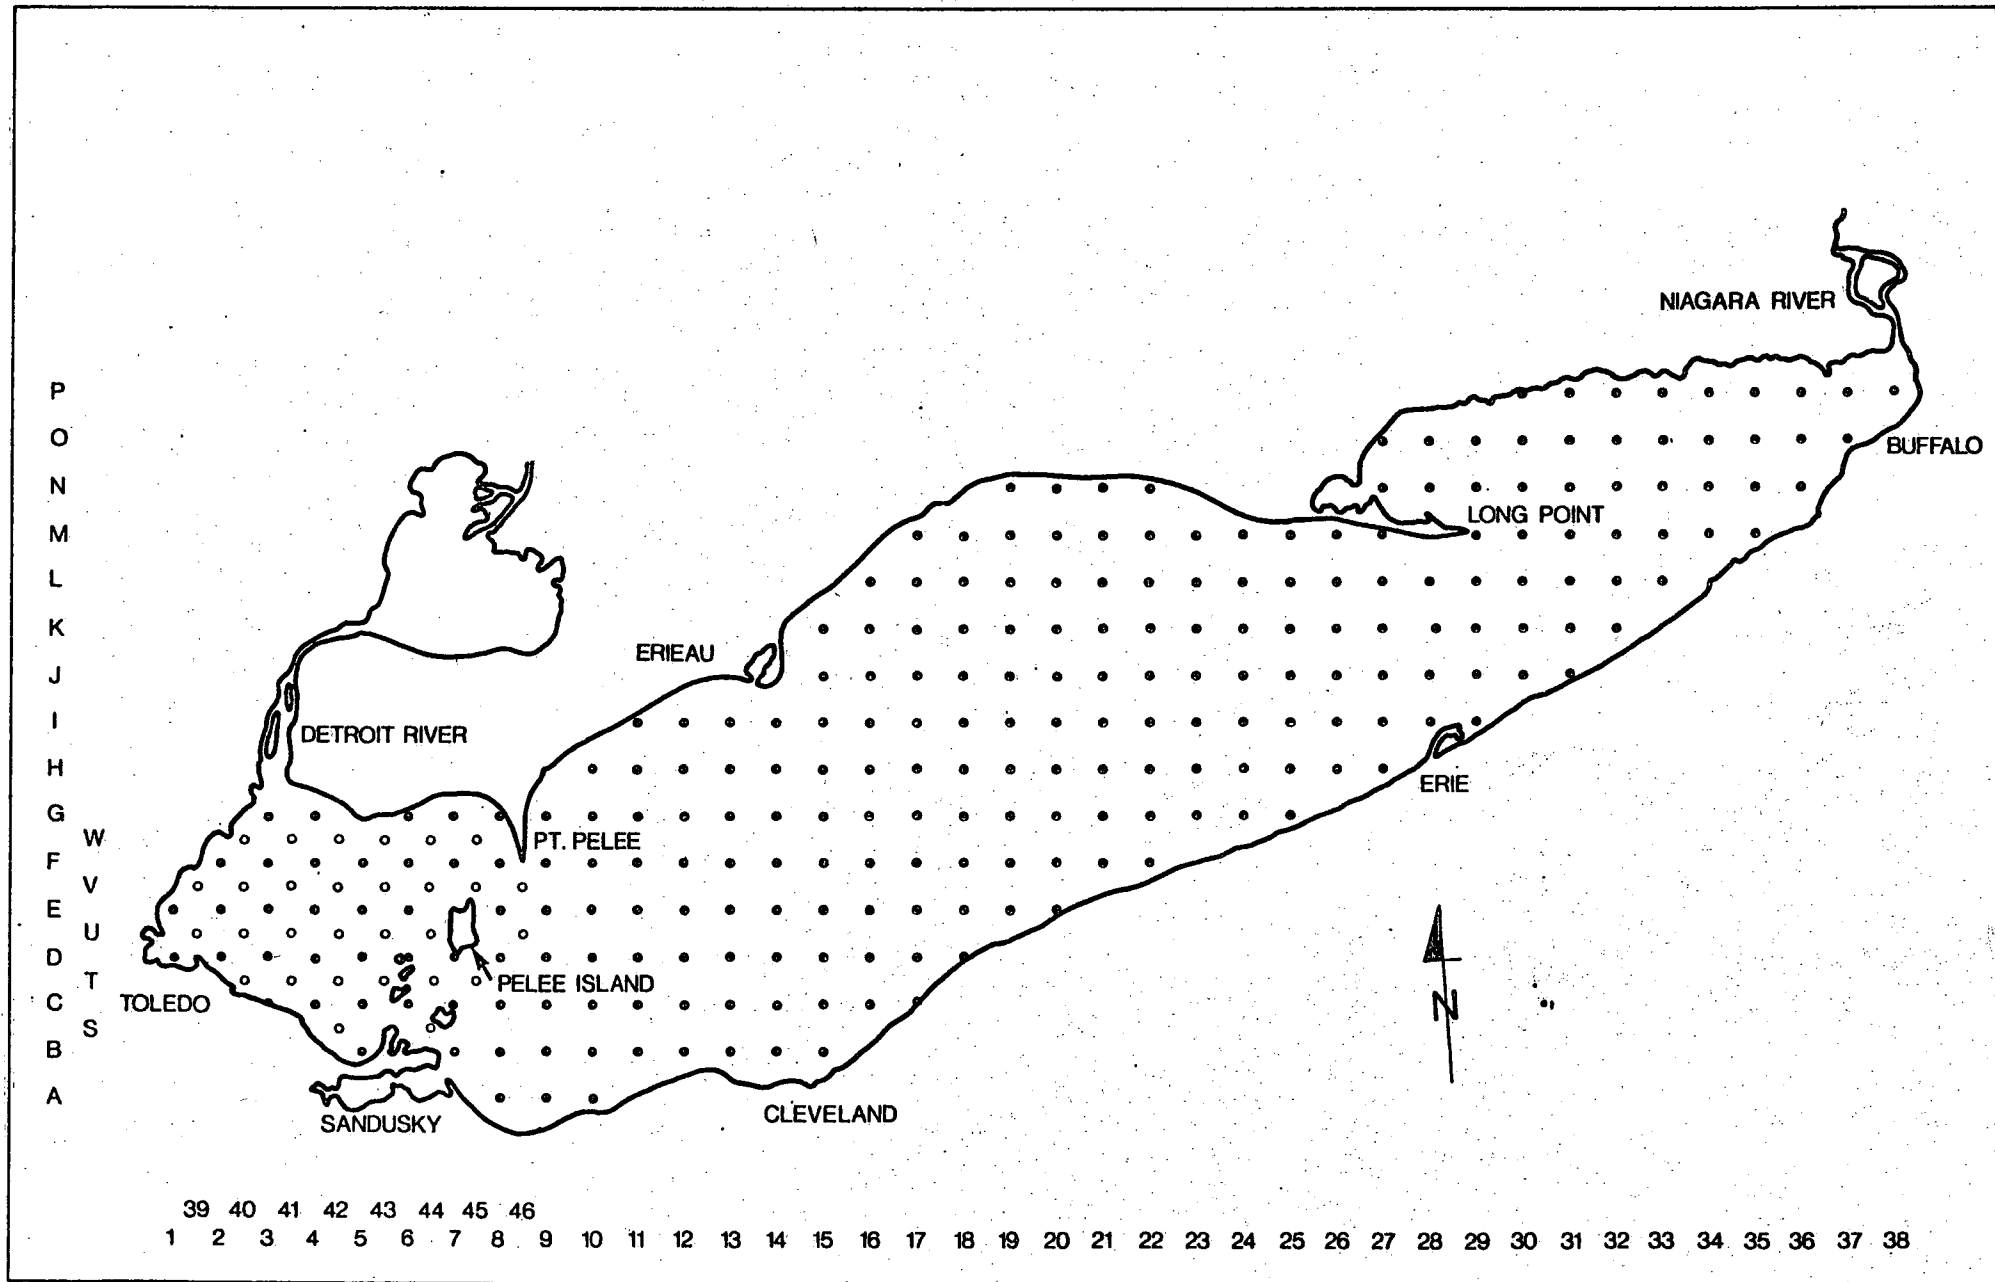 NIAGARA RIVER
P
O
BUFFALO
N
LONG POINT
M
L
K
ERIEAU
J
I
DETROIT RIVER
H
ERIE
G
W
PT. PELEE
F
V
E
U
D
T
PELEE ISLAND
C
TOLEDO
N
S
B
A
SANDUSKY
CLEVELAND
39 40 41 42 43 44 45 46
1 2 3 4 5 6 7 8 9 10 11 12 13 14 15 16 17 18 19 20 21 22 23 24 25 26 27 28 29 30 31 32 33 34 35 36 37 38